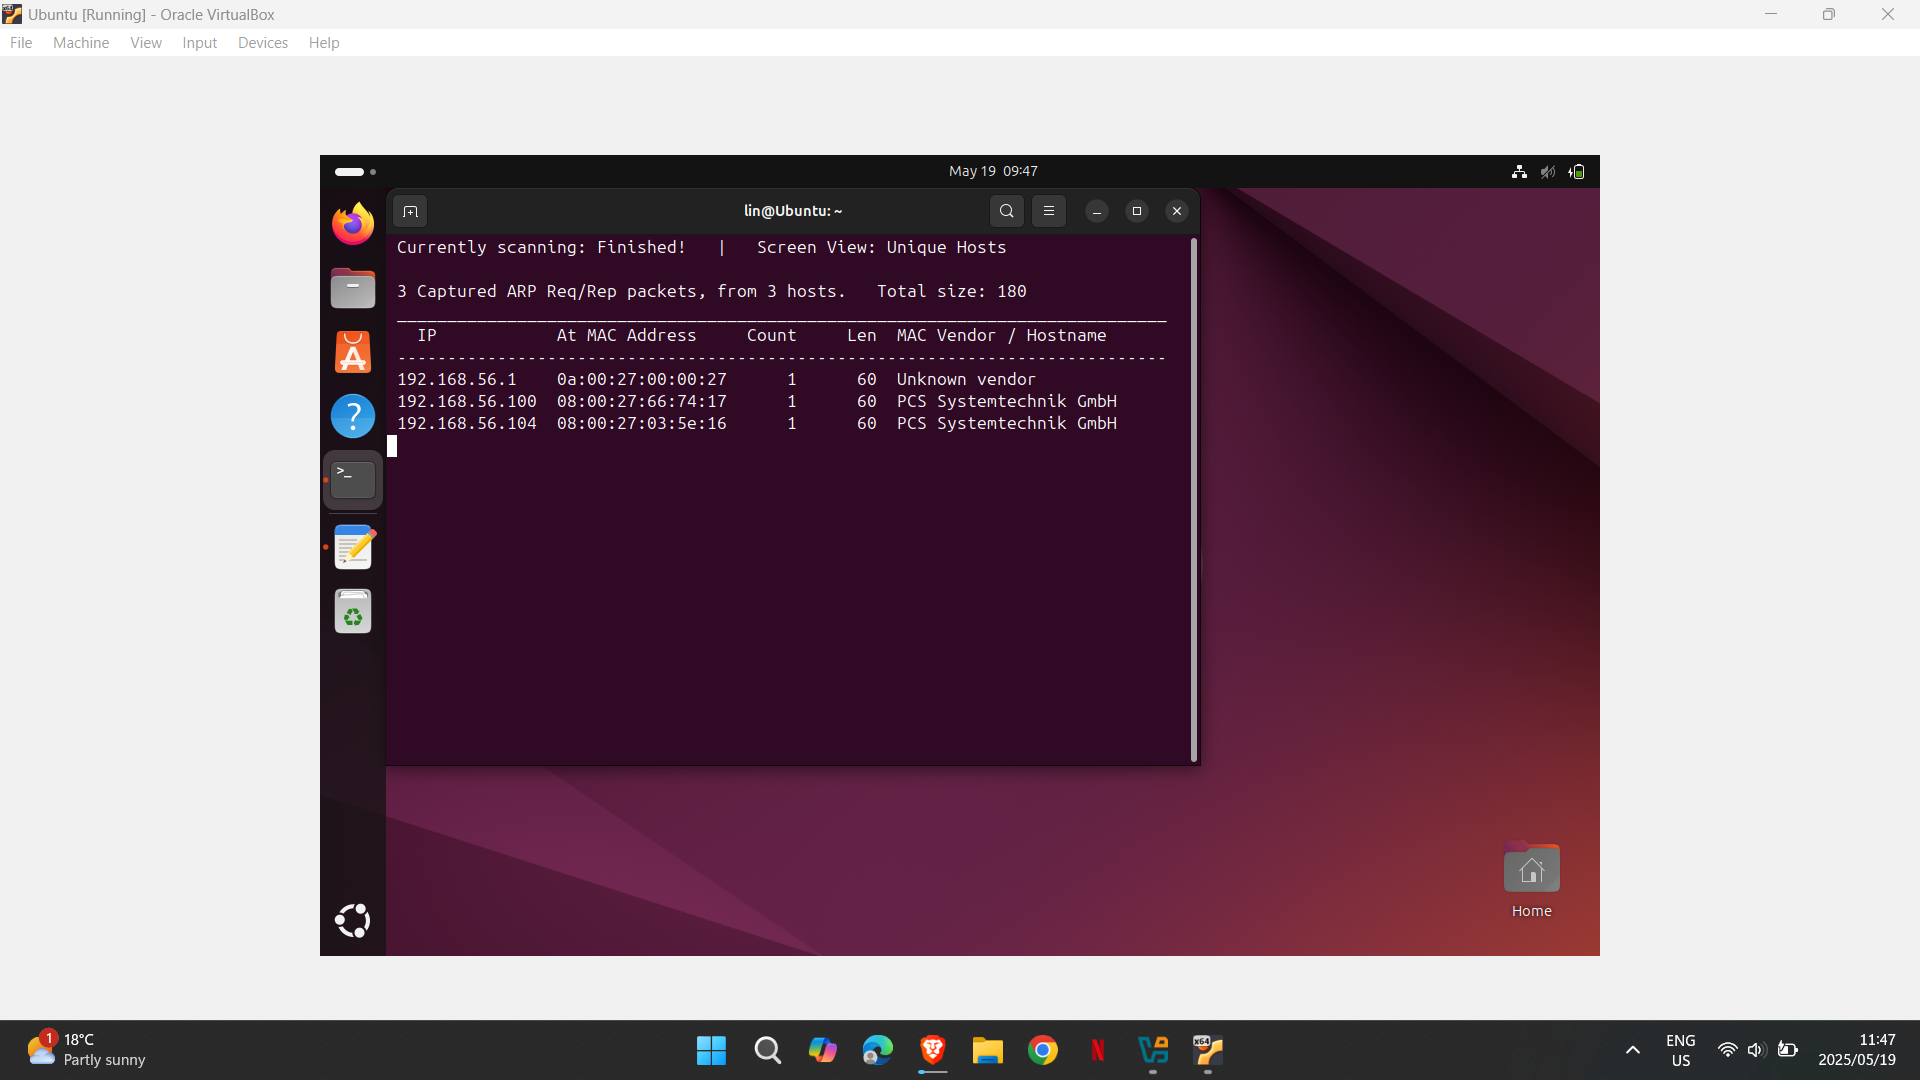 Ubuntu [Running] - Oracle VirtualBox
File Machine View Input Devices Help
May 19 09:47
lin@Ubuntu: ~
Currently scanning: Finished! | Screen View: Unique Hosts
3 Captured ARP Req/Rep packets, from 3 hosts. Total size: 180
_____________________________________________________________________________
IP At MAC Address Count Len MAC Vendor / Hostname
-----------------------------------------------------------------------------
192.168.56.1 0a:00:27:00:00:27 1 60 Unknown vendor
192.168.56.100 08:00:27:66:74:17 1 60 PCS Systemtechnik GmbH
192.168.56.104 08:00:27:03:5e:16 1 60 PCS Systemtechnik GmbH
Home
1
18°C
Partly sunny
x64
ENG
US
11:47
2025/05/19